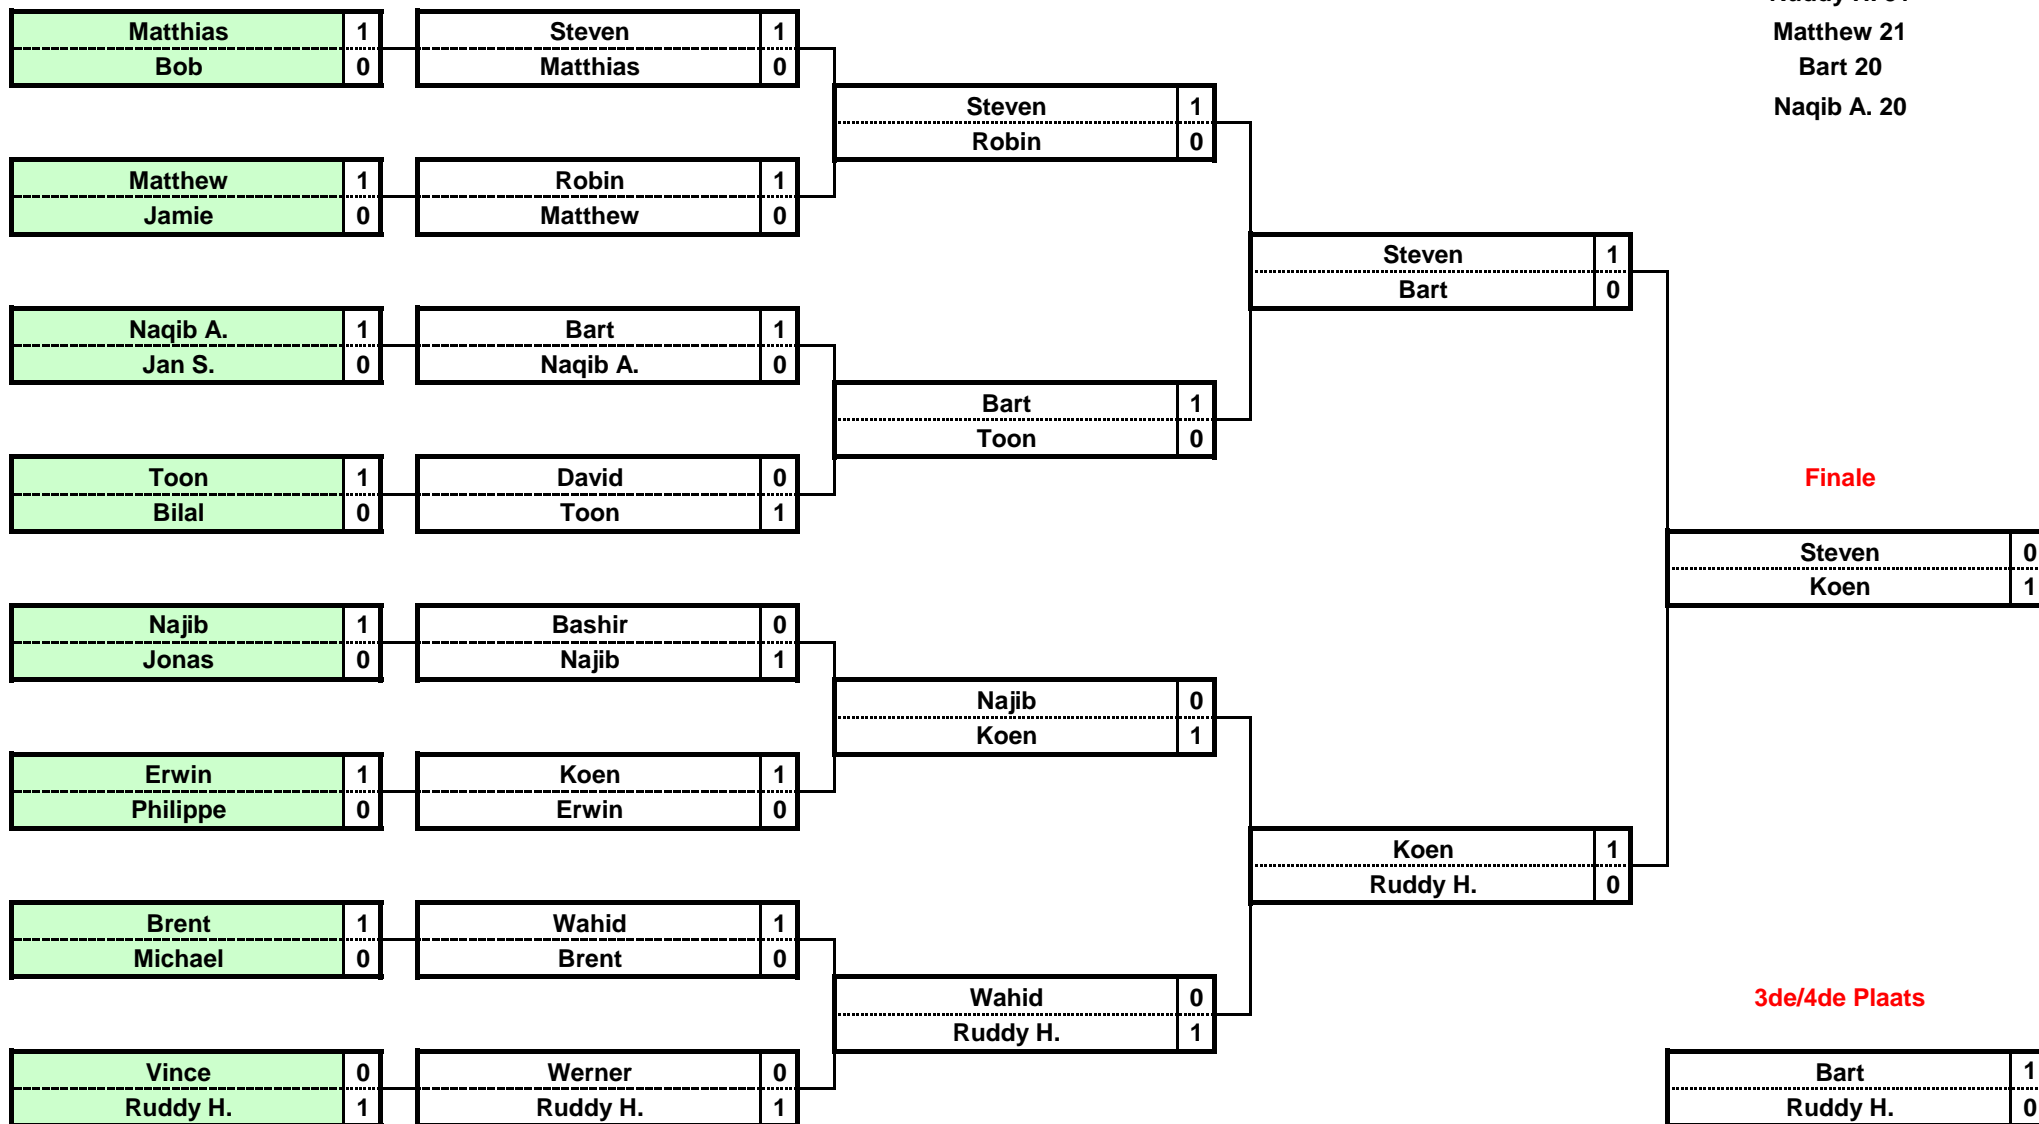 Matthias 1
Bob 0
Matthew 1
Jamie 0
Naqib A. 1
Jan S. 0
Toon 1
Bilal 0
Najib 1
Jonas 0
Erwin 1
Philippe 0
Brent 1
Michael 0
Vince 0
Ruddy H. 1
Steven 1
Matthias 0
Robin 1
Matthew 0
Bart 1
Naqib A. 0
David 0
Toon 1
Bashir 0
Najib 1
Koen 1
Erwin 0
Wahid 1
Brent 0
Werner 0
Ruddy H. 1
Steven 1
Robin 0
Bart 1
Toon 0
Najib 0
Koen 1
Wahid 0
Ruddy H. 1
Steven 1
Bart 0
Koen 1
Ruddy H. 0
Matthew 21
Bart 20
Naqib A. 20
Finale
Steven 0
Koen 1
3de/4de Plaats
Bart 1
Ruddy H. 0